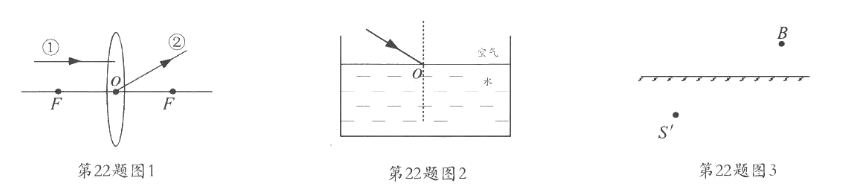 ① ② O F F
第22题图1
空气
O 水
第22题图2
B
S′
第22题图3